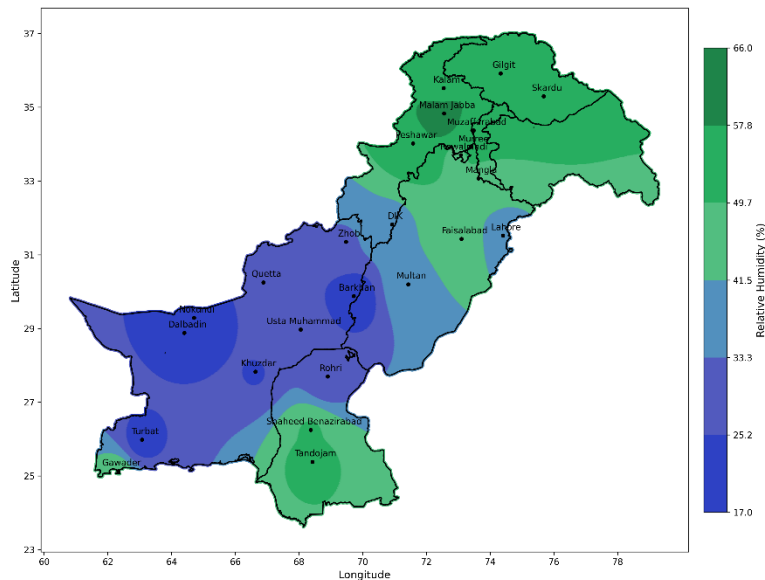 37
35
33
31
29
27
25
23
Latitude
60
62
64
66
68
70
72
74
76
78
Longitude
Gilgit
Kalam
Skardu
Malam Jabba
Muzaffarabad
Peshawar
Murree
Rawalpindi
Mangla
DIK
Zhob
Faisalabad
Lahore
Quetta
Multan
Barkhan
Nokundi
Dalbadin
Usta Muhammad
Khuzdar
Rohri
Shaheed Benazirabad
Turbat
Tandojam
Gawader
66.0
57.8
49.7
41.5
33.3
25.2
17.0
Relative Humidity (%)